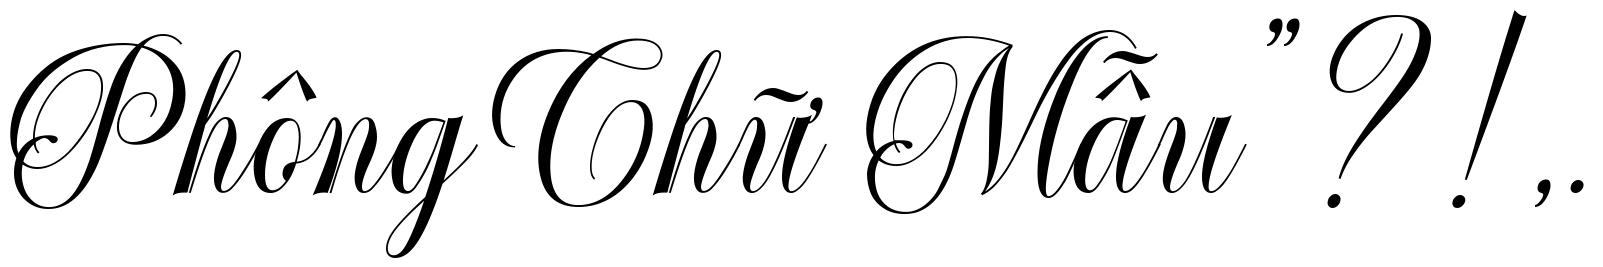 Phông Chữ Mẫu ” ? ! , .